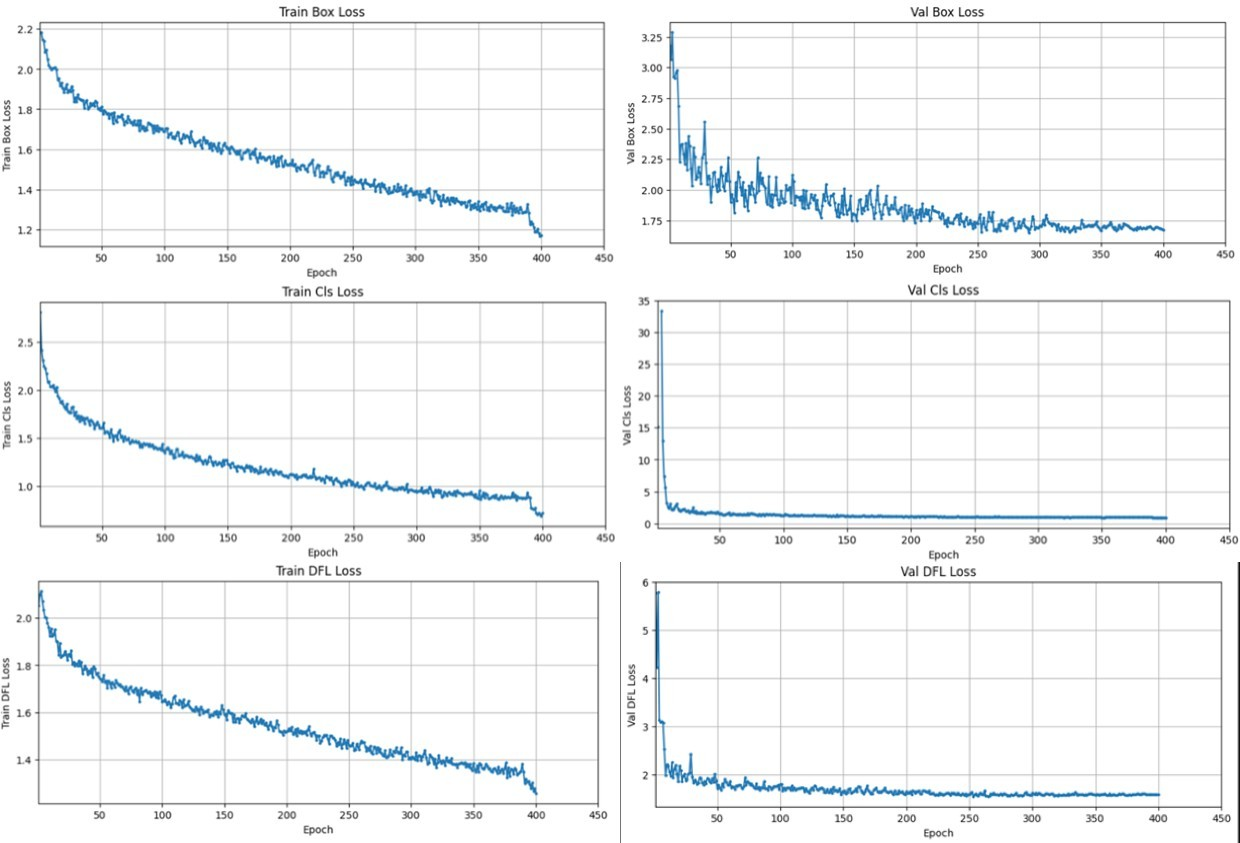 Train Box Loss
2.2
2.0
1.8
1.6
1.4
1.2
Train Box Loss
50 100 150 200 250 300 350 400 450
Epoch
Val Box Loss
3.25
3.00
2.75
2.50
2.25
2.00
1.75
Val Box Loss
50 100 150 200 250 300 350 400 450
Epoch
Train Cls Loss
2.5
2.0
1.5
1.0
Train Cls Loss
50 100 150 200 250 300 350 400 450
Epoch
Val Cls Loss
35
30
25
20
15
10
5
0
Val Cls Loss
50 100 150 200 250 300 350 400 450
Epoch
Train DFL Loss
2.0
1.8
1.6
1.4
Train DFL Loss
50 100 150 200 250 300 350 400 450
Epoch
Val DFL Loss
6
5
4
3
2
Val DFL Loss
50 100 150 200 250 300 350 400 450
Epoch